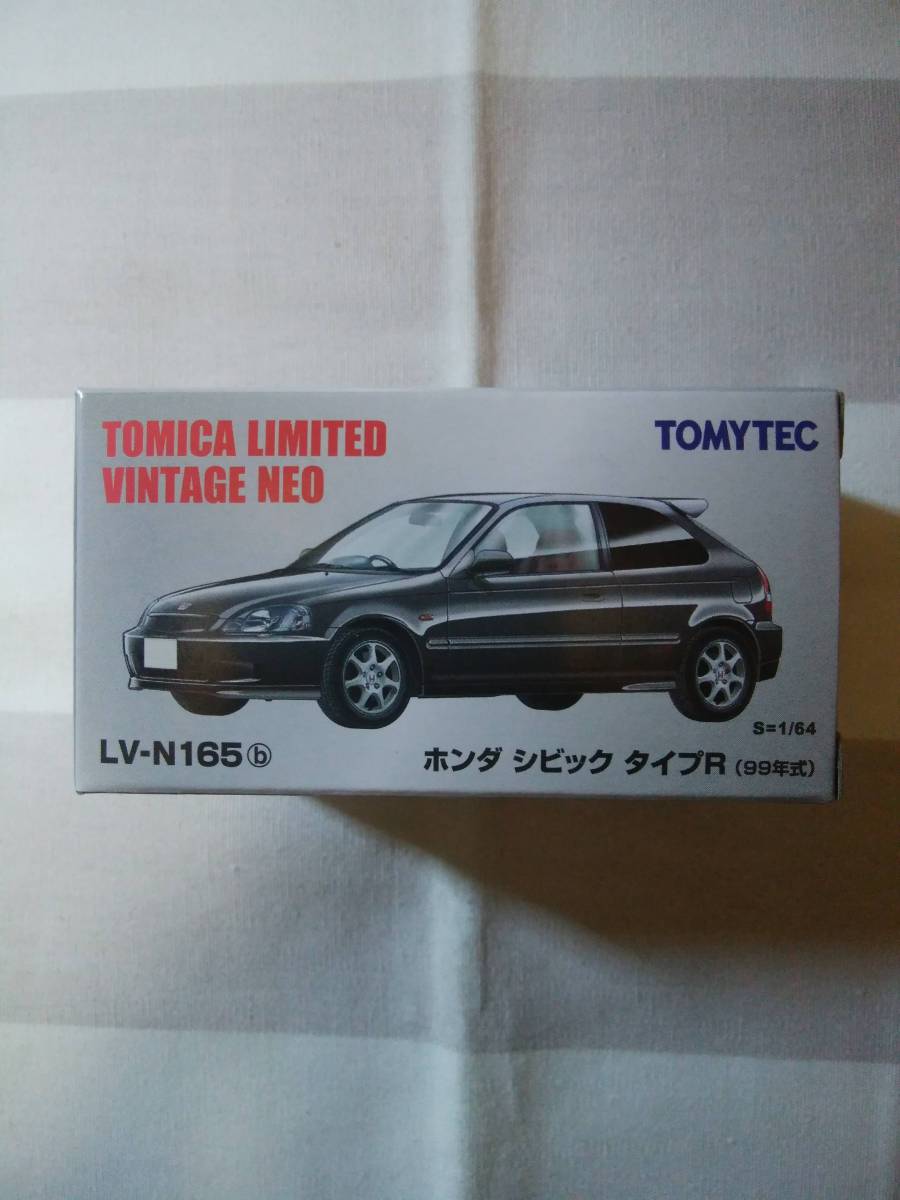 TOMICA LIMITED
VINTAGE NEO
TOMYTEC
S=1/64
LV-N165ⓑ
ホンダ シビック タイプR (99年式)